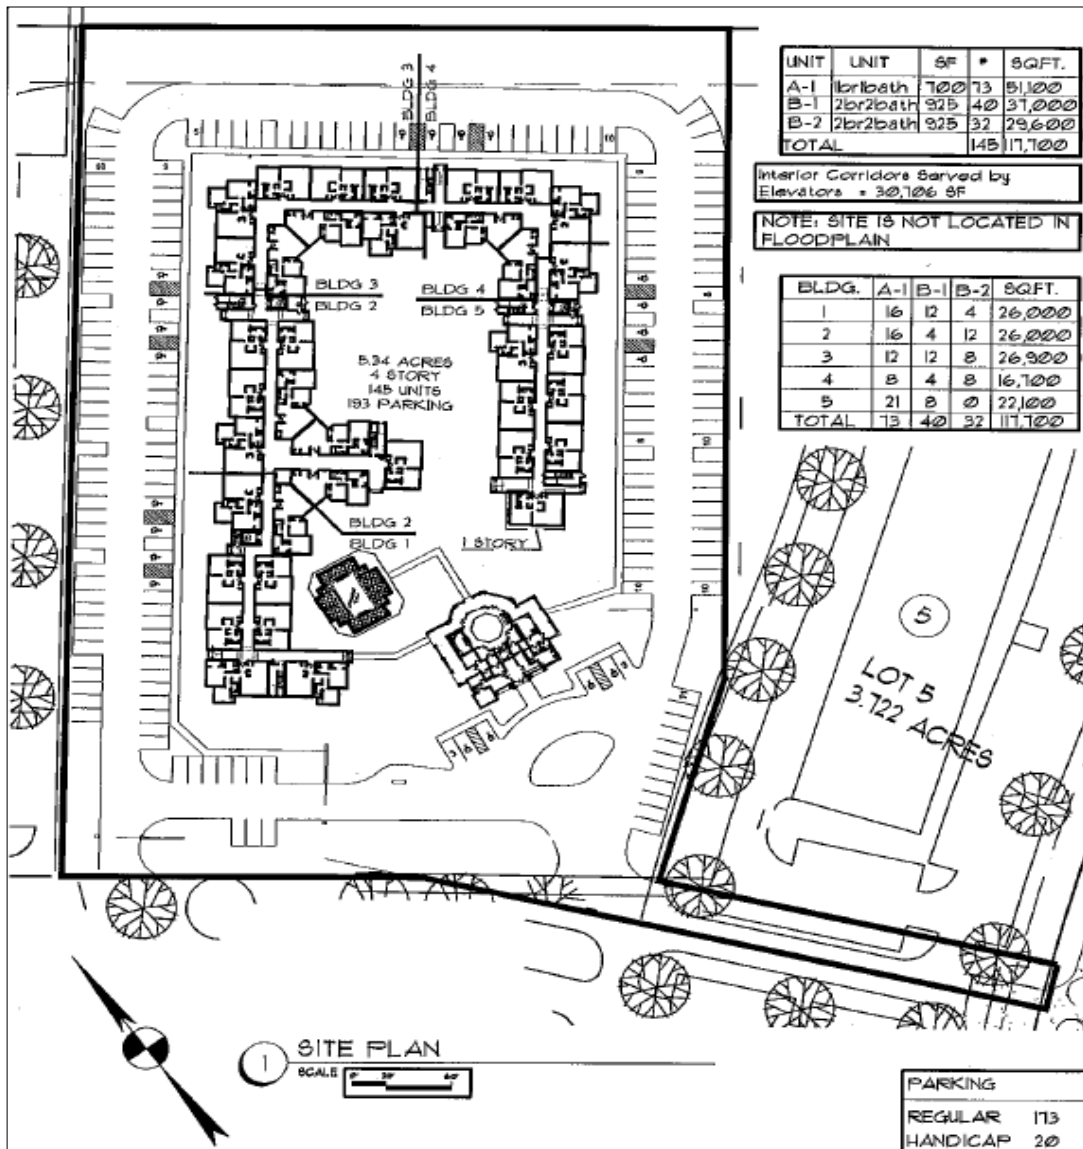 BLDG 3
BLDG 4
UNIT UNIT SF # SQFT.
A-1 1br1bath 700 73 51,100
B-1 2br2bath 925 40 37,000
B-2 2br2bath 925 32 29,600
TOTAL 145 117,700
Interior Corridors Served by
Elevators = 30,706 SF
NOTE: SITE IS NOT LOCATED IN
FLOODPLAIN
BLDG. A-1 B-1 B-2 SQFT.
1 16 12 4 26,000
2 16 4 12 26,000
3 12 12 8 26,900
4 8 4 8 16,700
5 21 8 0 22,100
TOTAL 73 40 32 117,700
BLDG 3
BLDG 2
BLDG 4
BLDG 5
5.34 ACRES
4 STORY
145 UNITS
193 PARKING
BLDG 2
BLDG 1
1 STORY
5
LOT 5
3.722 ACRES
1 SITE PLAN
SCALE 0' 30' 60'
PARKING
REGULAR 173
HANDICAP 20